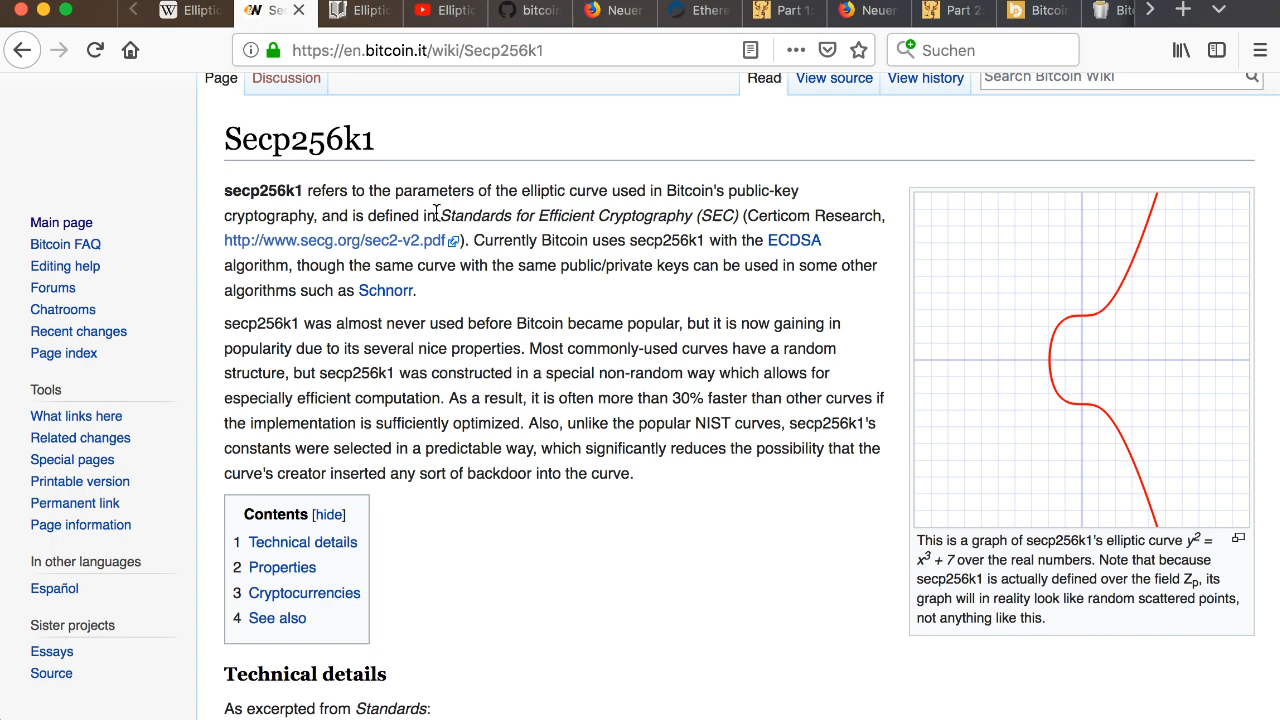 Elliptic
Sec
Elliptic
Elliptic
bitcoin
Neuer
Ethere
Part 1:
Neuer
Part 2
Bitcoin
https://en.bitcoin.it/wiki/Secp256k1
Suchen
Page
Discussion
Read
View source
View history
Search Bitcoin Wiki
Main page
Bitcoin FAQ
Editing help
Forums
Chatrooms
Recent changes
Page index
Tools
What links here
Related changes
Special pages
Printable version
Permanent link
Page information
In other languages
Español
Sister projects
Essays
Source
Secp256k1
secp256k1 refers to the parameters of the elliptic curve used in Bitcoin's public-key
cryptography, and is defined in Standards for Efficient Cryptography (SEC) (Certicom Research,
http://www.secg.org/sec2-v2.pdf). Currently Bitcoin uses secp256k1 with the ECDSA
algorithm, though the same curve with the same public/private keys can be used in some other
algorithms such as Schnorr.
secp256k1 was almost never used before Bitcoin became popular, but it is now gaining in
popularity due to its several nice properties. Most commonly-used curves have a random
structure, but secp256k1 was constructed in a special non-random way which allows for
especially efficient computation. As a result, it is often more than 30% faster than other curves if
the implementation is sufficiently optimized. Also, unlike the popular NIST curves, secp256k1's
constants were selected in a predictable way, which significantly reduces the possibility that the
curve's creator inserted any sort of backdoor into the curve.
Contents [hide]
1 Technical details
2 Properties
3 Cryptocurrencies
4 See also
Technical details
As excerpted from Standards:
This is a graph of secp256k1's elliptic curve y² =
x³ + 7 over the real numbers. Note that because
secp256k1 is actually defined over the field Zₚ, its
graph will in reality look like random scattered points,
not anything like this.